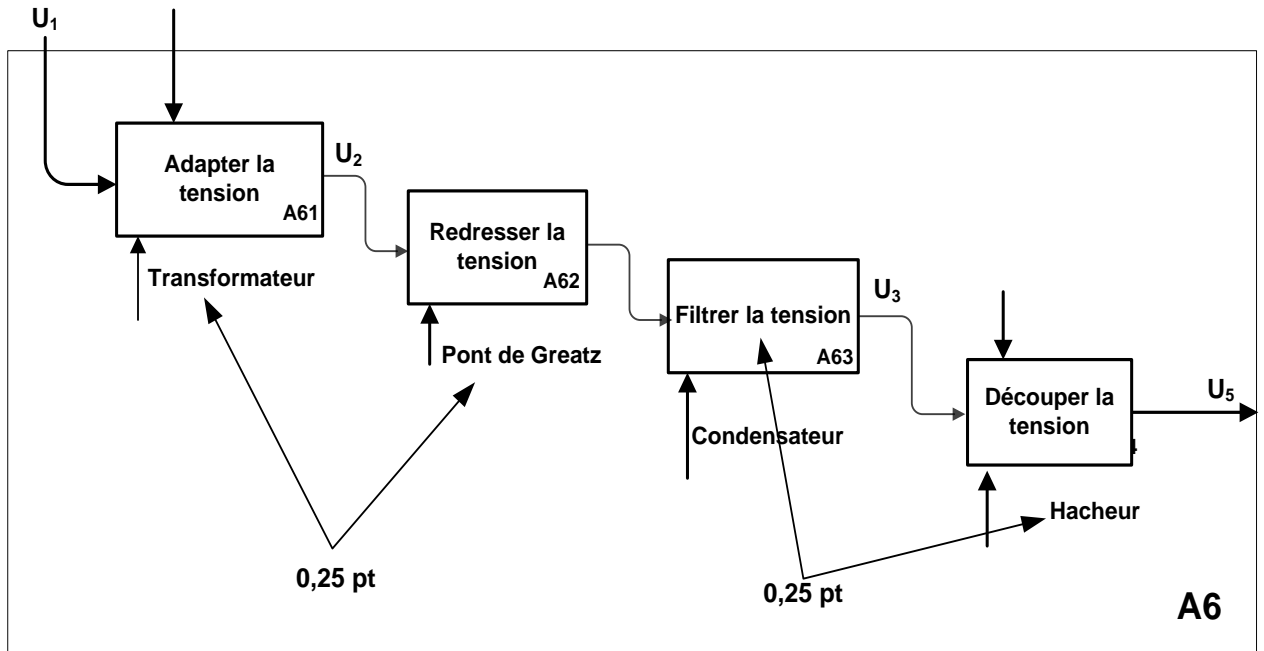 U1
Adapter la
tension
A61
U2
Transformateur
Redresser la
tension
A62
Pont de Greatz
Filtrer la tension
A63
U3
Condensateur
Découper la
tension
U5
Hacheur
0,25 pt
0,25 pt
A6